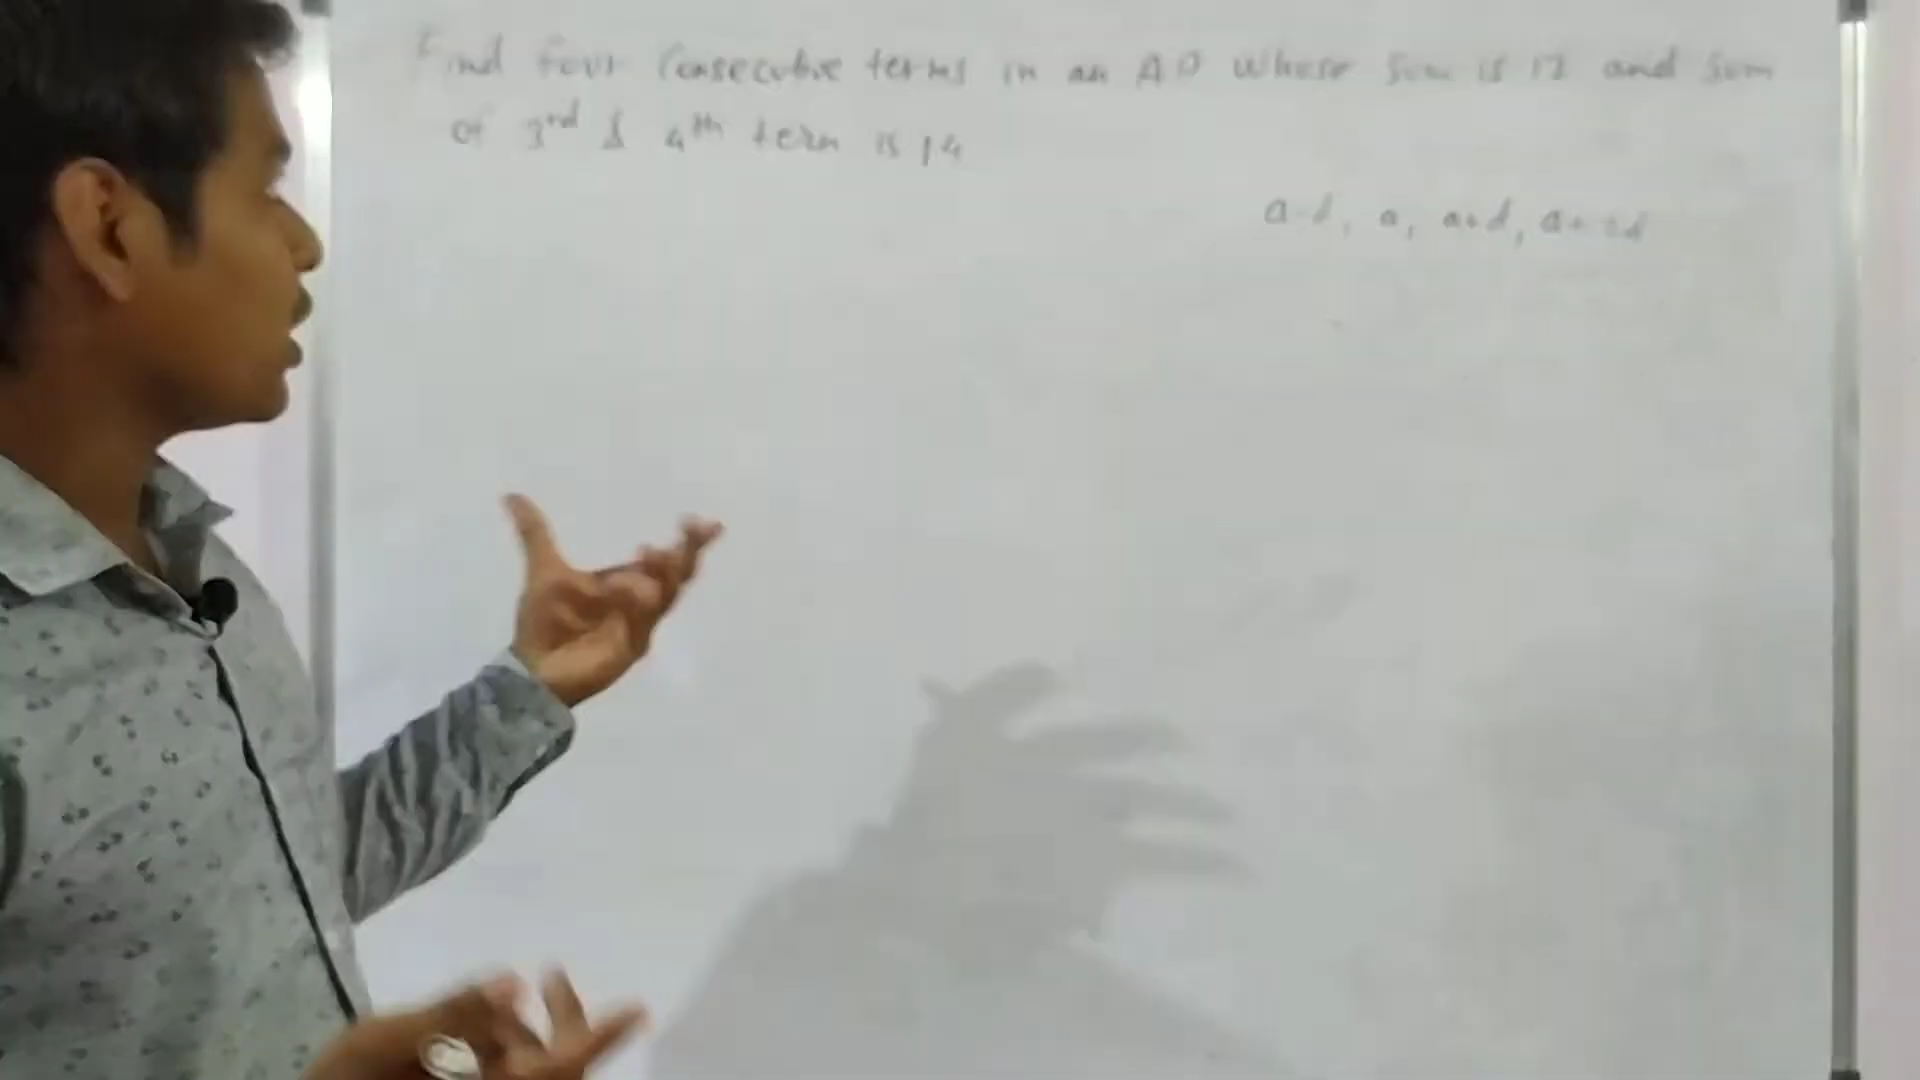 Find four Consecutive terms in an AP whose sum is 12 and sum
of 3rd & 4th term is 14
a-d, a, a+d, a+2d